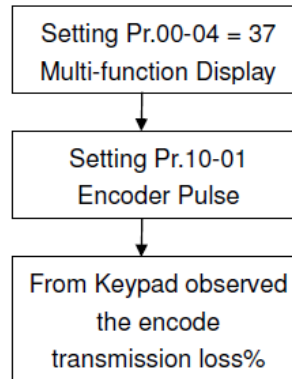 Setting Pr.00-04 = 37
Multi-function Display
Setting Pr.10-01
Encoder Pulse
From Keypad observed
the encode
transmission loss%